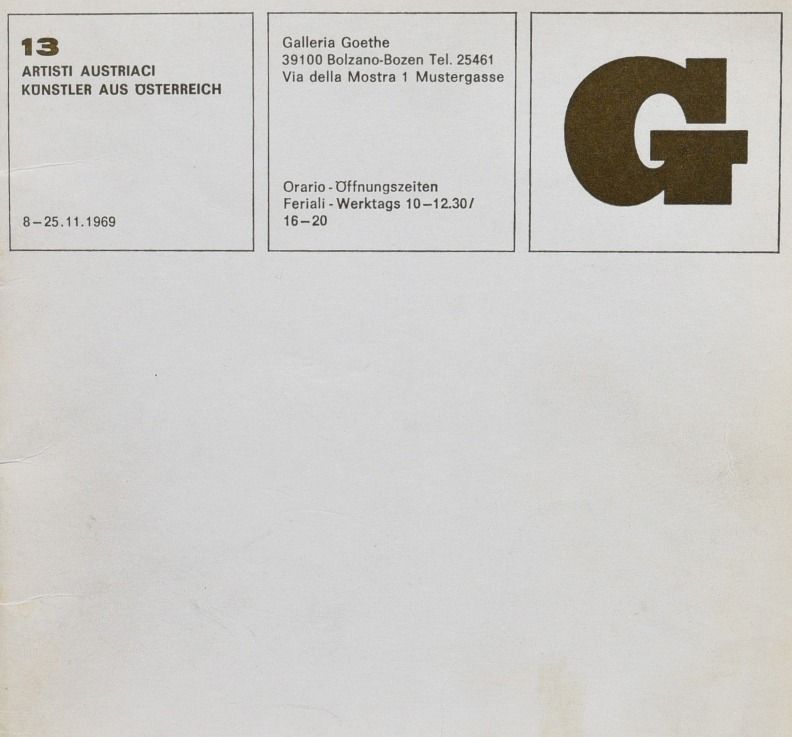 13
ARTISTI AUSTRIACI
KÜNSTLER AUS ÖSTERREICH
8–25.11.1969
Galleria Goethe
39100 Bolzano-Bozen Tel. 25461
Via della Mostra 1 Mustergasse
Orario - Öffnungszeiten
Feriali - Werktags 10–12.30/
16–20
G